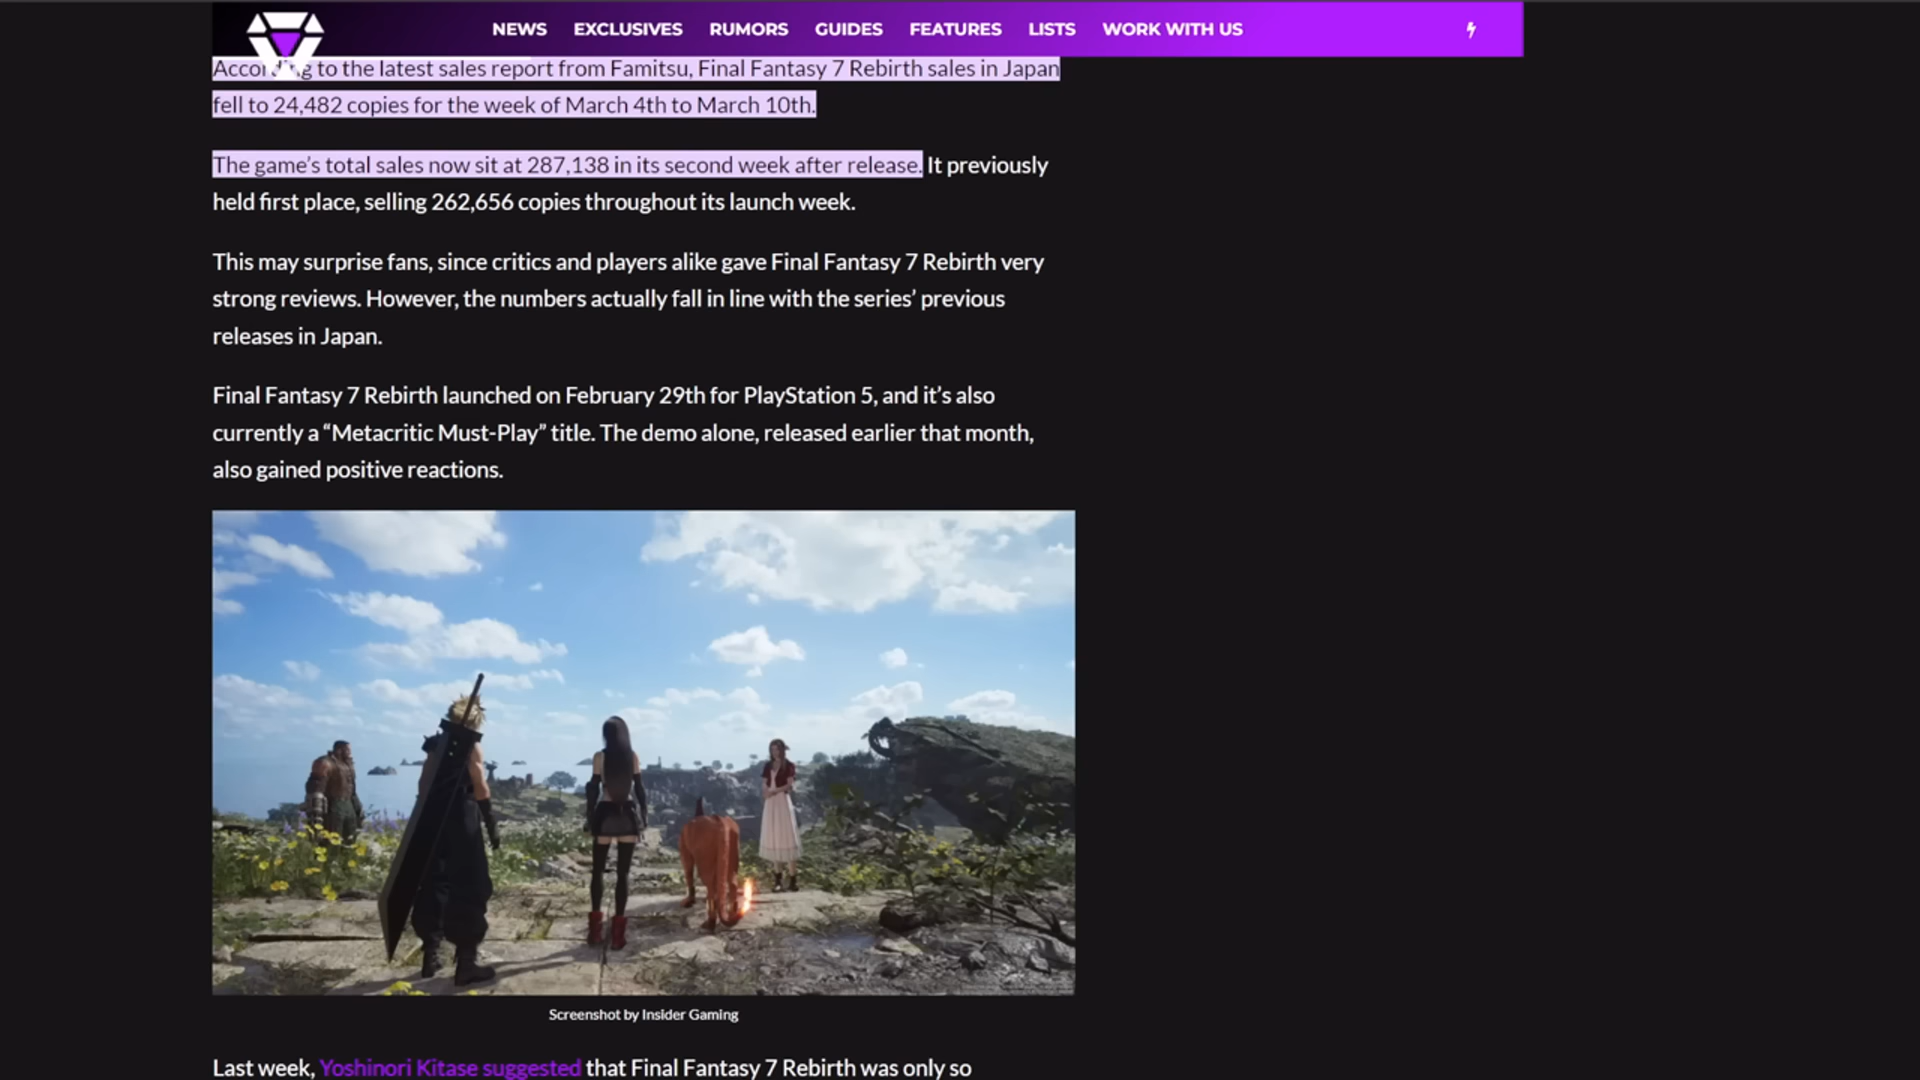 NEWS EXCLUSIVES RUMORS GUIDES FEATURES LISTS WORK WITH US
According to the latest sales report from Famitsu, Final Fantasy 7 Rebirth sales in Japan
fell to 24,482 copies for the week of March 4th to March 10th.
The game's total sales now sit at 287,138 in its second week after release. It previously
held first place, selling 262,656 copies throughout its launch week.
This may surprise fans, since critics and players alike gave Final Fantasy 7 Rebirth very
strong reviews. However, the numbers actually fall in line with the series’ previous
releases in Japan.
Final Fantasy 7 Rebirth launched on February 29th for PlayStation 5, and it’s also
currently a “Metacritic Must-Play” title. The demo alone, released earlier that month,
also gained positive reactions.
Screenshot by Insider Gaming
Last week, Yoshinori Kitase suggested that Final Fantasy 7 Rebirth was only so